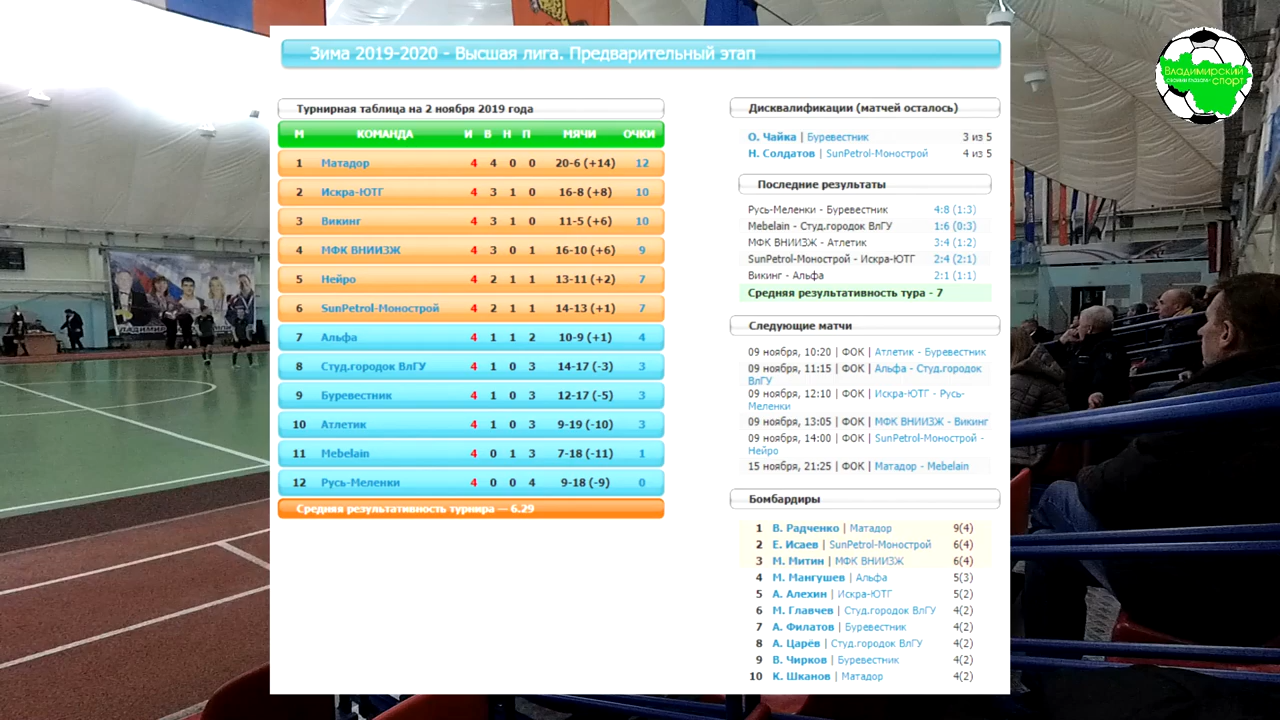 Зима 2019-2020 - Высшая лига. Предварительный этап
Владимирский
СВОИМИ ГЛАЗАМИ СПОРТ
Турнирная таблица на 2 ноября 2019 года
М КОМАНДА И В Н П МЯЧИ ОЧКИ
1 Матадор 4 4 0 0 20-6 (+14) 12
2 Искра-ЮТГ 4 3 1 0 16-8 (+8) 10
3 Викинг 4 3 1 0 11-5 (+6) 10
4 МФК ВНИИЗЖ 4 3 0 1 16-10 (+6) 9
5 Нейро 4 2 1 1 13-11 (+2) 7
6 SunPetrol-Монострой 4 2 1 1 14-13 (+1) 7
7 Альфа 4 1 1 2 10-9 (+1) 4
8 Студ.городок ВлГУ 4 1 0 3 14-17 (-3) 3
9 Буревестник 4 1 0 3 12-17 (-5) 3
10 Атлетик 4 1 0 3 9-19 (-10) 3
11 Mebelain 4 0 1 3 7-18 (-11) 1
12 Русь-Меленки 4 0 0 4 9-18 (-9) 0
Средняя результативность турнира — 6.29
Дисквалификации (матчей осталось)
О. Чайка | Буревестник 3 из 5
Н. Солдатов | SunPetrol-Монострой 4 из 5
Последние результаты
Русь-Меленки - Буревестник 4:8 (1:3)
Mebelain - Студ.городок ВлГУ 1:6 (0:3)
МФК ВНИИЗЖ - Атлетик 3:4 (1:2)
SunPetrol-Монострой - Искра-ЮТГ 2:4 (2:1)
Викинг - Альфа 2:1 (1:1)
Средняя результативность тура - 7
Следующие матчи
09 ноября, 10:20 | ФОК | Атлетик - Буревестник
09 ноября, 11:15 | ФОК | Альфа - Студ.городок
ВлГУ
09 ноября, 12:10 | ФОК | Искра-ЮТГ - Русь-
Меленки
09 ноября, 13:05 | ФОК | МФК ВНИИЗЖ - Викинг
09 ноября, 14:00 | ФОК | SunPetrol-Монострой -
Нейро
15 ноября, 21:25 | ФОК | Матадор - Mebelain
Бомбардиры
1 В. Радченко | Матадор 9(4)
2 Е. Исаев | SunPetrol-Монострой 6(4)
3 М. Митин | МФК ВНИИЗЖ 6(4)
4 М. Мангушев | Альфа 5(3)
5 А. Алехин | Искра-ЮТГ 5(2)
6 М. Главчев | Студ.городок ВлГУ 4(2)
7 А. Филатов | Буревестник 4(2)
8 А. Царёв | Студ.городок ВлГУ 4(2)
9 В. Чирков | Буревестник 4(2)
10 К. Шканов | Матадор 4(2)